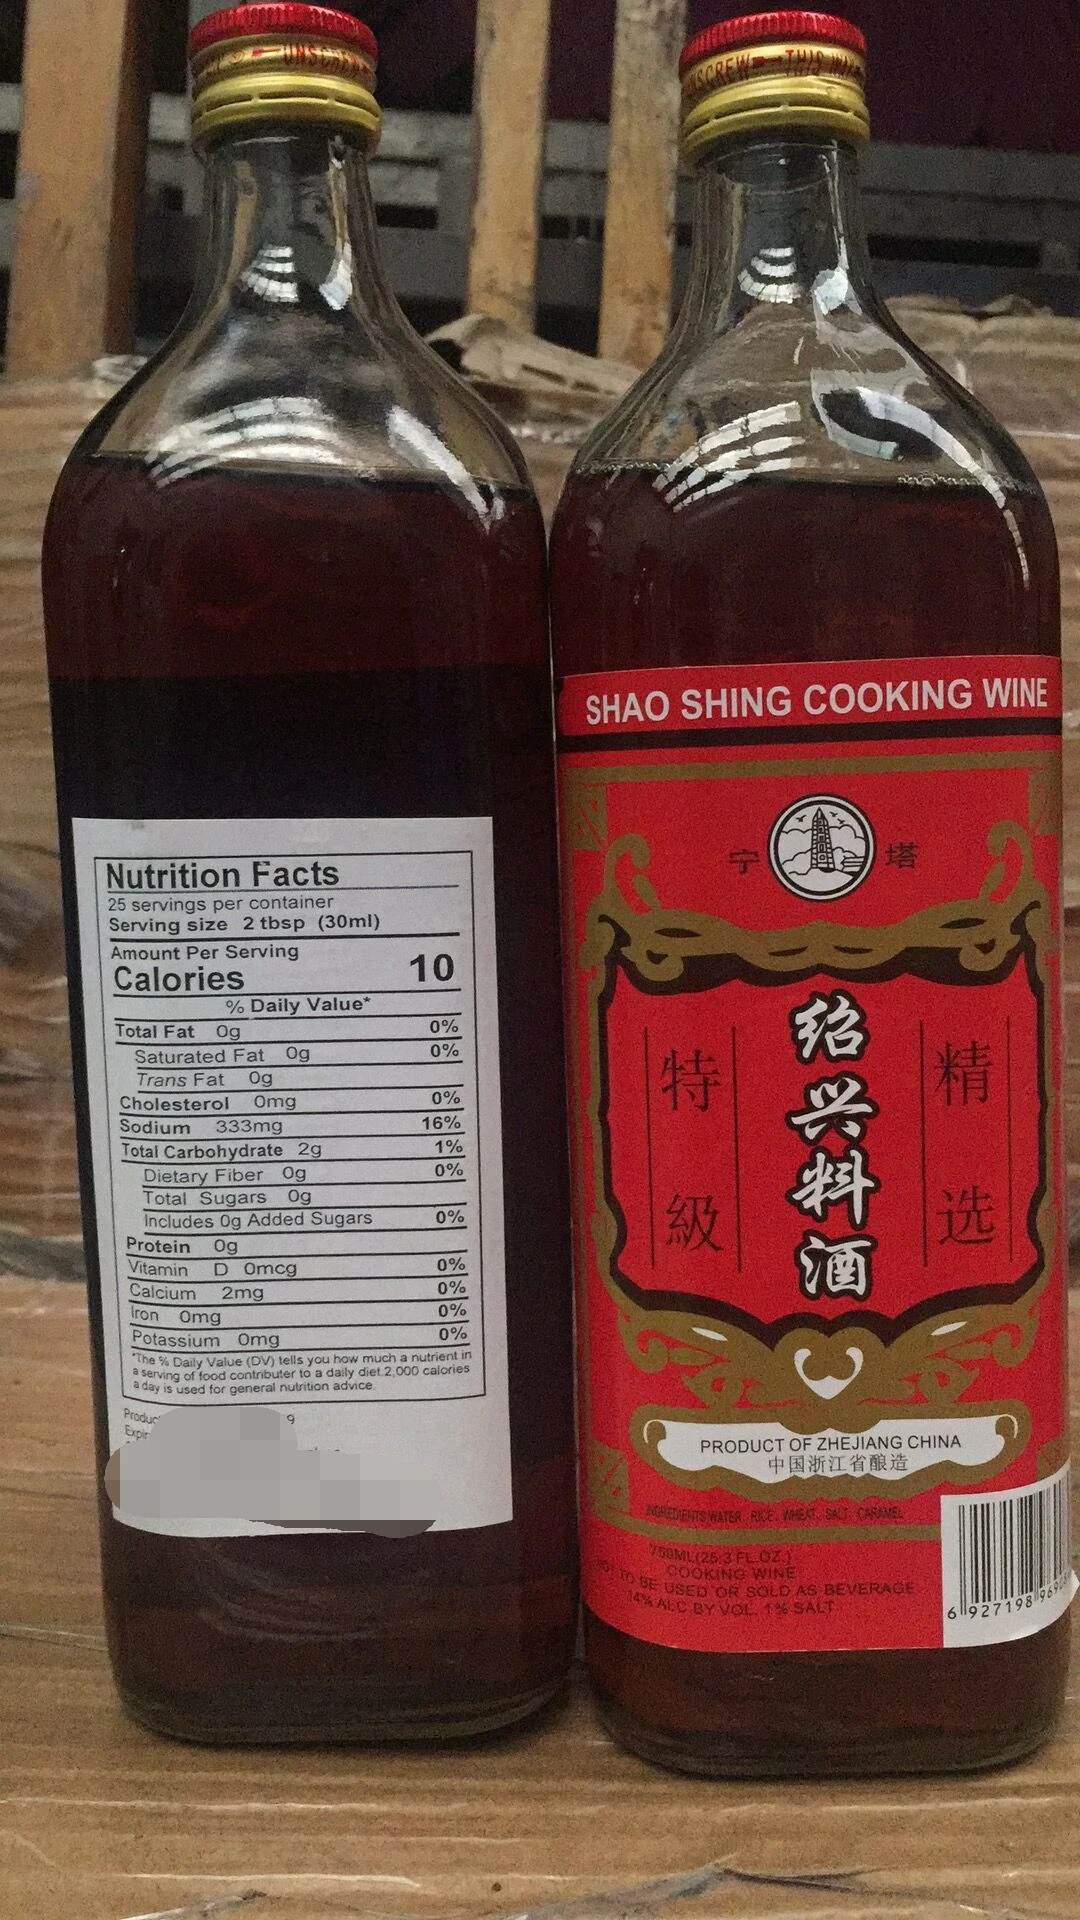 UNSCREW
UNSCREW THIS WAY
Nutrition Facts
25 servings per container
Serving size 2 tbsp (30ml)
Amount Per Serving
Calories 10
% Daily Value*
Total Fat 0g 0%
Saturated Fat 0g 0%
Trans Fat 0g
Cholesterol 0mg 0%
Sodium 333mg 16%
Total Carbohydrate 2g 1%
Dietary Fiber 0g 0%
Total Sugars 0g
Includes 0g Added Sugars 0%
Protein 0g
Vitamin D 0mcg 0%
Calcium 2mg 0%
Iron 0mg 0%
Potassium 0mg 0%
*The % Daily Value (DV) tells you how much a nutrient in
a serving of food contributer to a daily diet.2,000 calories
a day is used for general nutrition advice.
9
SHAO SHING COOKING WINE
宁 塔
绍兴料酒
特級
精选
PRODUCT OF ZHEJIANG CHINA
中国浙江省酿造
INGREDIENTS WATER. RICE. WHEAT. SALT. CARAMEL
750ML(25.3 FL.OZ.)
COOKING WINE
NOT TO BE USED OR SOLD AS BEVERAGE
14% ALC BY VOL. 1% SALT
6 927198